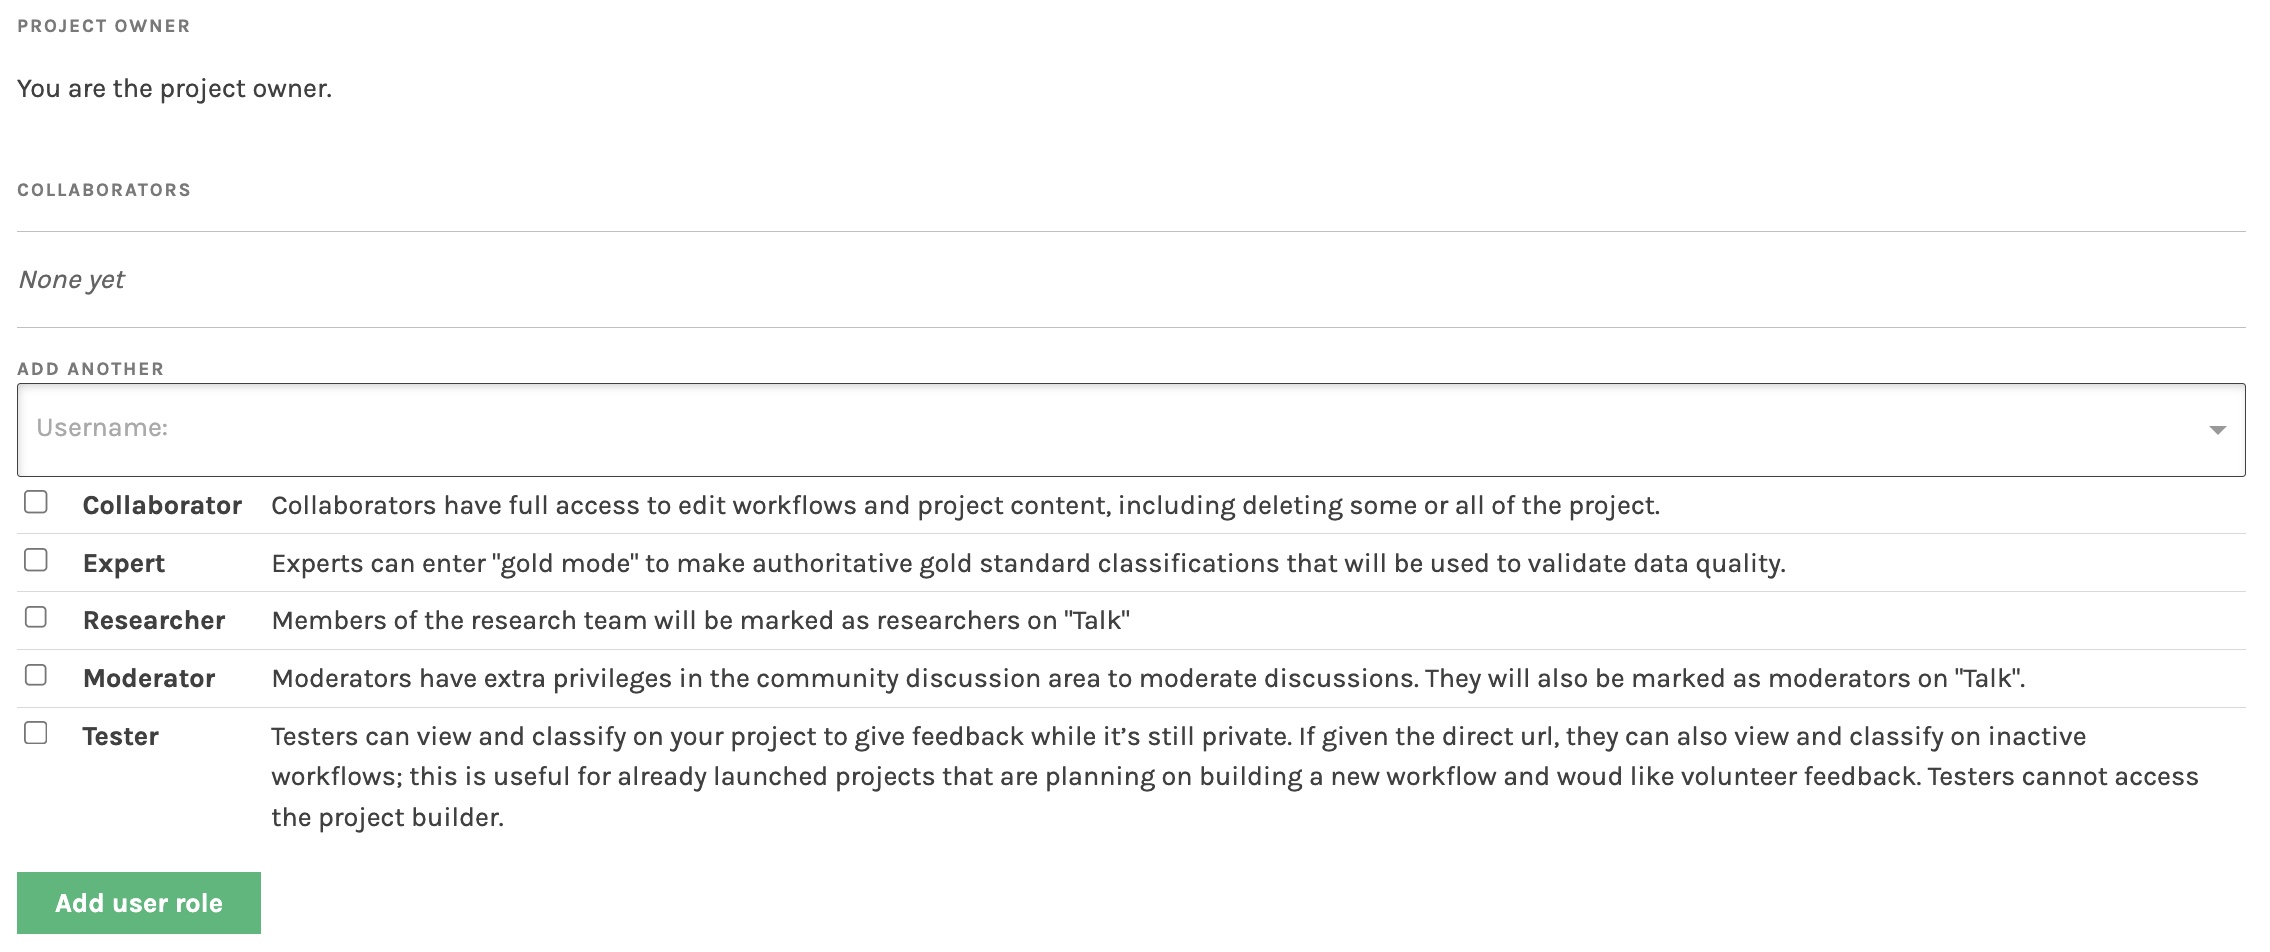 PROJECT OWNER
You are the project owner.
COLLABORATORS
None yet
ADD ANOTHER
Username:
Collaborator Collaborators have full access to edit workflows and project content, including deleting some or all of the project.
Expert Experts can enter "gold mode" to make authoritative gold standard classifications that will be used to validate data quality.
Researcher Members of the research team will be marked as researchers on "Talk"
Moderator Moderators have extra privileges in the community discussion area to moderate discussions. They will also be marked as moderators on "Talk".
Tester Testers can view and classify on your project to give feedback while it’s still private. If given the direct url, they can also view and classify on inactive
workflows; this is useful for already launched projects that are planning on building a new workflow and woud like volunteer feedback. Testers cannot access
the project builder.
Add user role